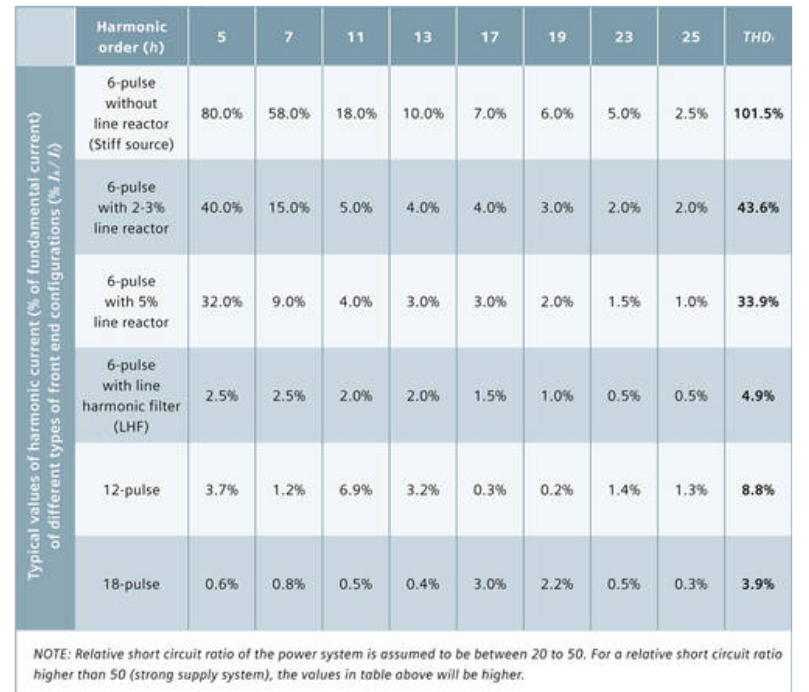 Harmonic order (h) 5 7 11 13 17 19 23 25 THDi
Typical values of harmonic current (% of fundamental current)
of different types of front end configurations (% Ih / I1)
6-pulse
without
line reactor
(Stiff source)
80.0% 58.0% 18.0% 10.0% 7.0% 6.0% 5.0% 2.5% 101.5%
6-pulse
with 2-3%
line reactor
40.0% 15.0% 5.0% 4.0% 4.0% 3.0% 2.0% 2.0% 43.6%
6-pulse
with 5%
line reactor
32.0% 9.0% 4.0% 3.0% 3.0% 2.0% 1.5% 1.0% 33.9%
6-pulse
with line
harmonic filter
(LHF)
2.5% 2.5% 2.0% 2.0% 1.5% 1.0% 0.5% 0.5% 4.9%
12-pulse 3.7% 1.2% 6.9% 3.2% 0.3% 0.2% 1.4% 1.3% 8.8%
18-pulse 0.6% 0.8% 0.5% 0.4% 3.0% 2.2% 0.5% 0.3% 3.9%
NOTE: Relative short circuit ratio of the power system is assumed to be between 20 to 50. For a relative short circuit ratio
higher than 50 (strong supply system), the values in table above will be higher.